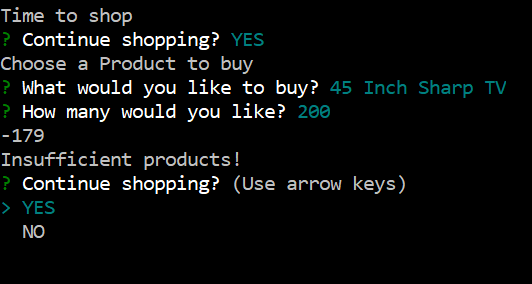 Time to shop
? Continue shopping? YES
Choose a Product to buy
? What would you like to buy? 45 Inch Sharp TV
? How many would you like? 200
-179
Insufficient products!
? Continue shopping? (Use arrow keys)
> YES
  NO